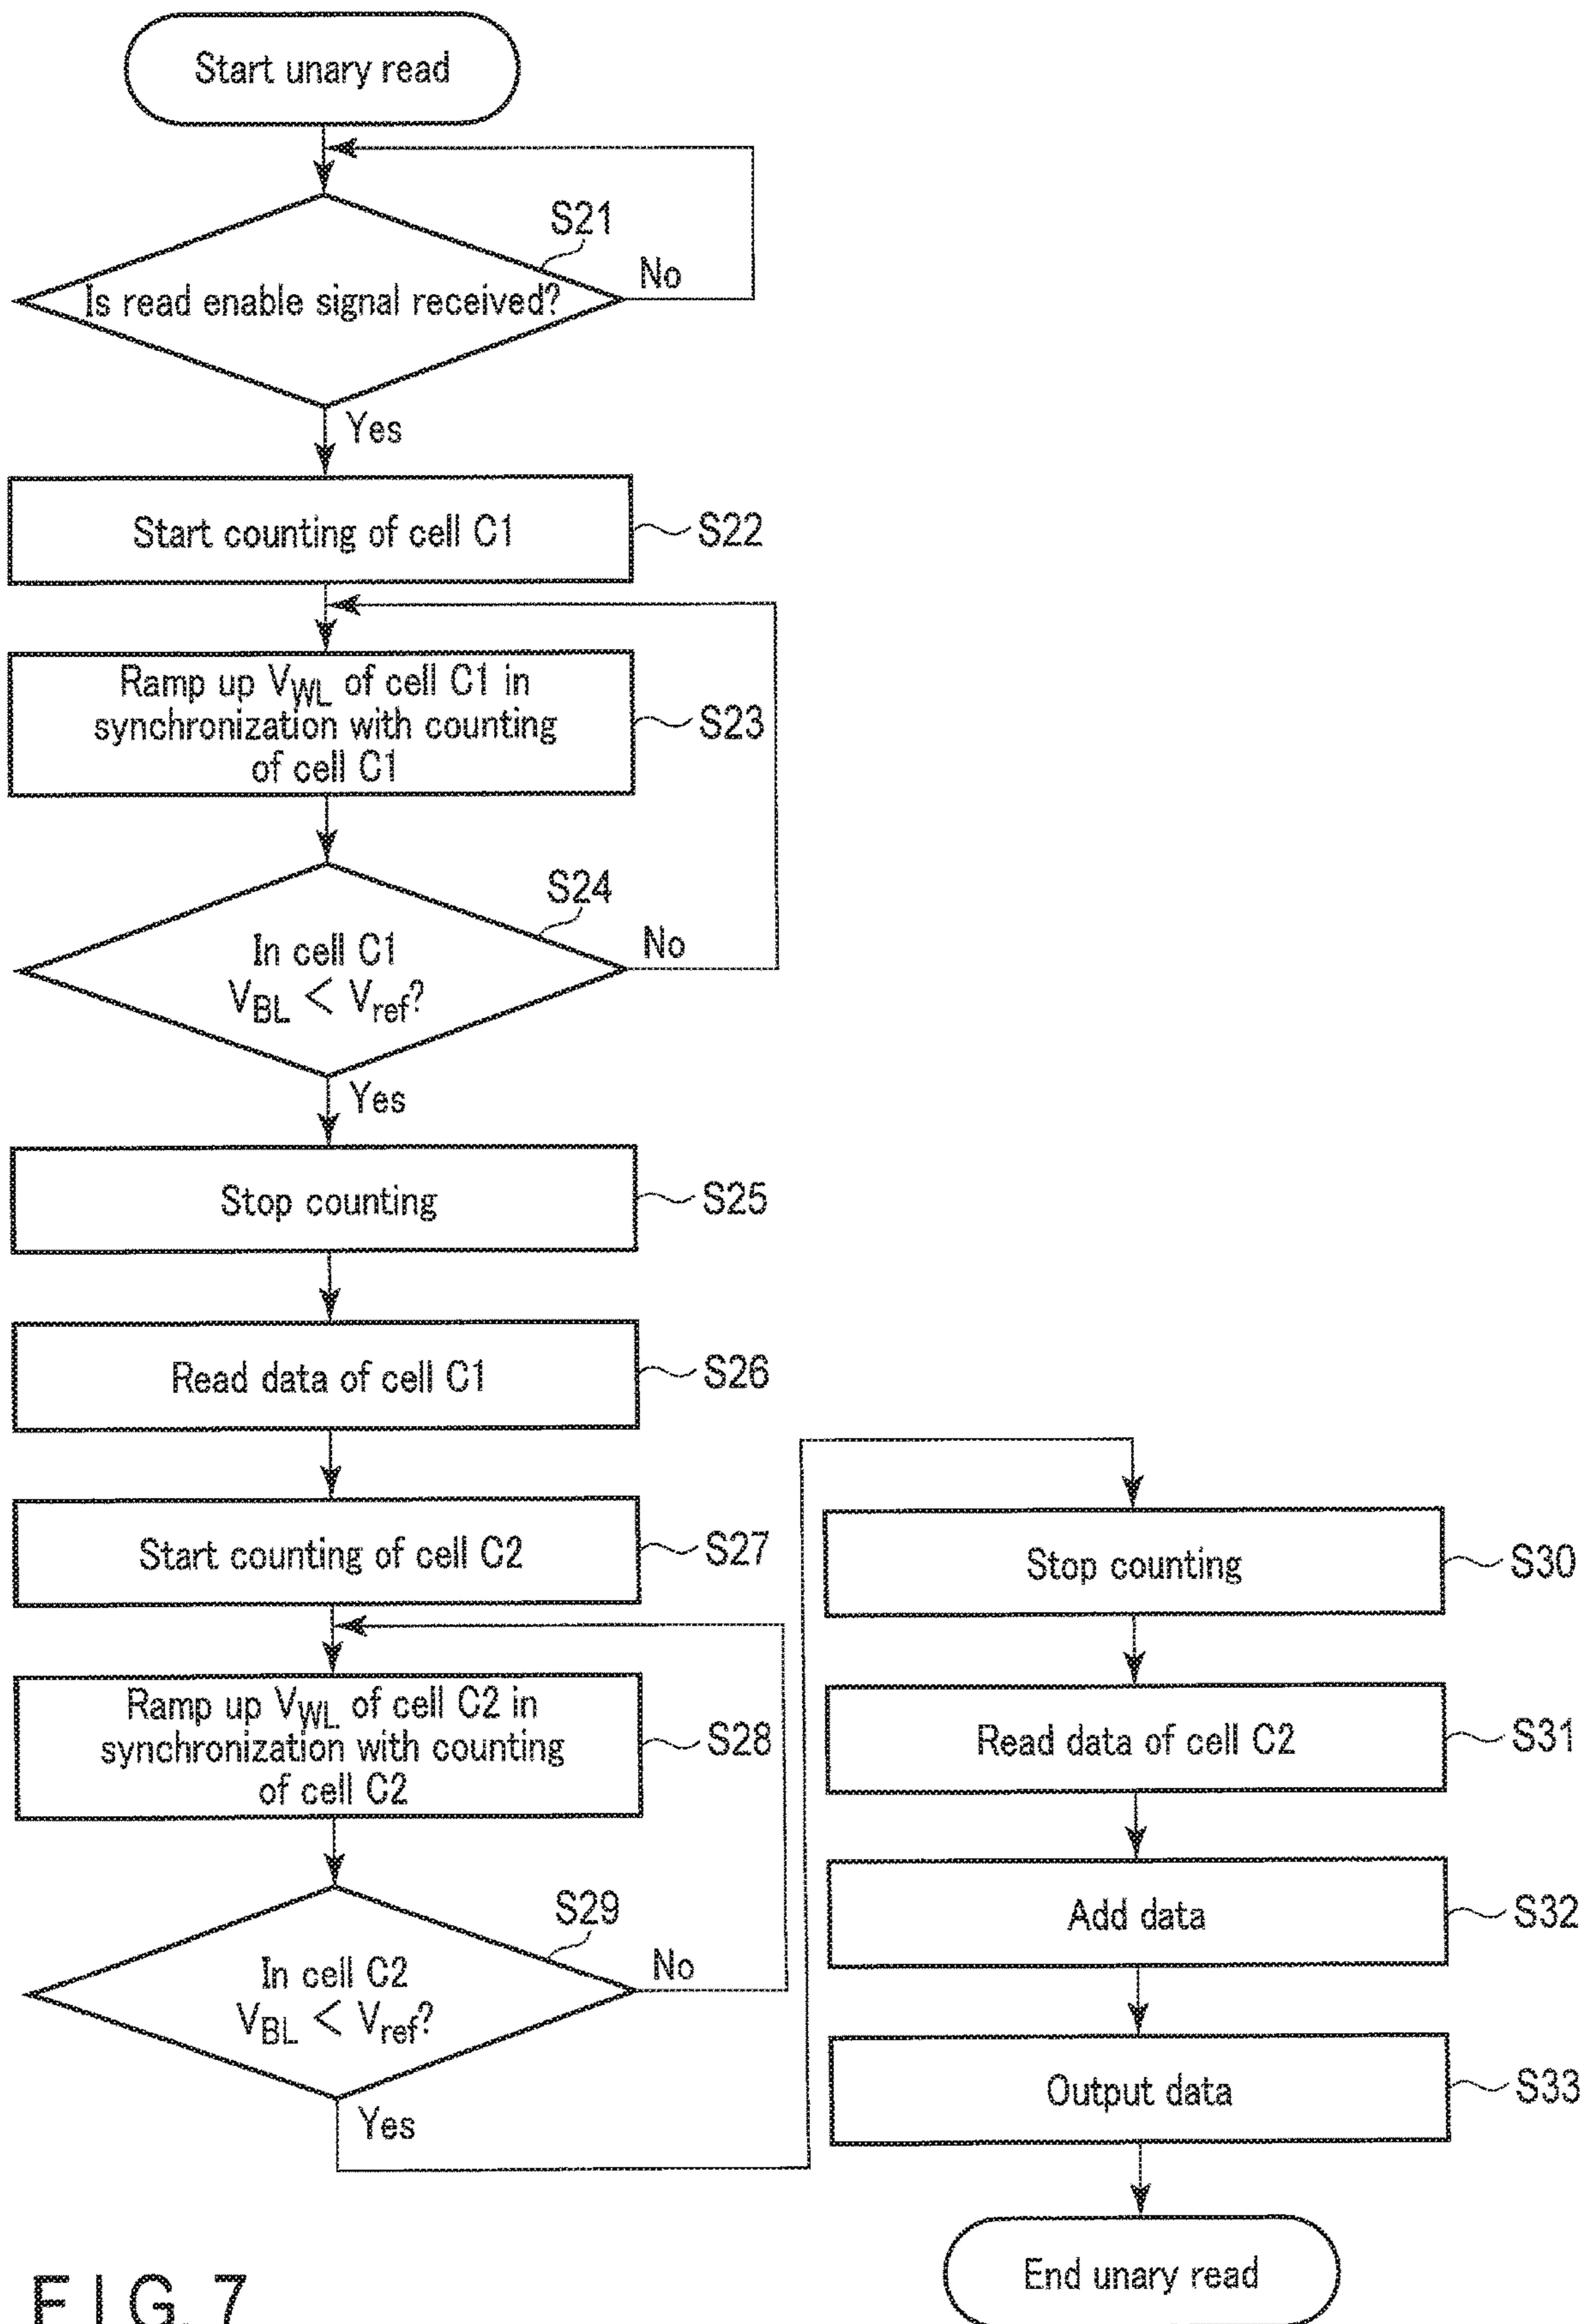 Start unary read
S21
Is read enable signal received?
No
Yes
Start counting of cell C1
S22
Ramp up VWL of cell C1 in
synchronization with counting
of cell C1
S23
S24
In cell C1
VBL < Vref?
No
Yes
Stop counting
S25
Read data of cell C1
S26
Start counting of cell C2
S27
Ramp up VWL of cell C2 in
synchronization with counting
of cell C2
S28
S29
In cell C2
VBL < Vref?
No
Yes
Stop counting
S30
Read data of cell C2
S31
Add data
S32
Output data
S33
End unary read
FIG. 7